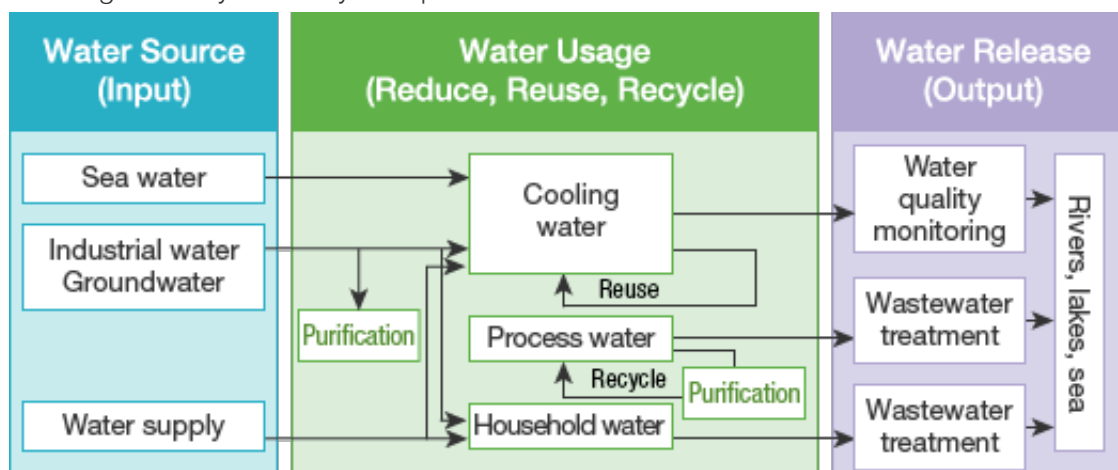 Water Source
(Input)
Water Usage
(Reduce, Reuse, Recycle)
Water Release
(Output)
Sea water
Industrial water
Groundwater
Water supply
Purification
Cooling
water
Reuse
Process water
Recycle
Purification
Household water
Water
quality
monitoring
Wastewater
treatment
Wastewater
treatment
Rivers, lakes, sea